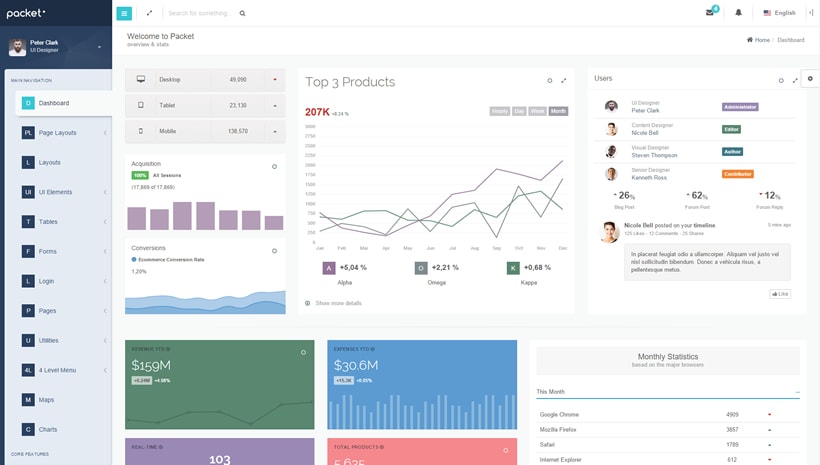 packet
Search for something...
4
English
Peter Clark
UI Designer
Welcome to Packet
overview & stats
Home / Dashboard
MAIN NAVIGATION
D Dashboard
PL Page Layouts
L Layouts
UI UI Elements
T Tables
F Forms
L Login
P Pages
U Utilities
4L 4 Level Menu
M Maps
C Charts
CORE FEATURES
Desktop 49,090
Tablet 23,130
Mobile 138,570
Acquisition
100% All Sessions
(17,869 of 17,869)
Conversions
Ecommerce Conversion Rate
1,20%
Top 3 Products
207K +8.24 %
Hourly Day Week Month
3000
2750
2500
2250
2000
1750
1500
1250
1000
750
500
250
0
Jan Feb Mar Apr May Jun Jul Aug Sep Oct Nov Dec
A +5,04 %
Alpha
O +2,21 %
Omega
K +0,68 %
Kappa
Show more details
Users
UI Designer
Peter Clark
Administrator
Content Designer
Nicole Bell
Editor
Visual Designer
Steven Thompson
Author
Senior Designer
Kenneth Ross
Contributor
26%
Blog Post
62%
Forum Post
12%
Forum Reply
Nicole Bell posted on your timeline
5 mins ago
125 Likes - 12 Comments - 25 Shares
In placerat feugiat odio a ullamcorper. Aliquam vel justo vel
nisl sollicitudin bibendum. Donec a vehicula risus, a
pellentesque metus.
Like
REVENUE YTD
$159M
+4.98%
EXPENSES YTD
$30.6M
+15,3K
REAL-TIME
103
TOTAL PRODUCTS
5,625
Monthly Statistics
based on the major browsers
This Month
Google Chrome 4909
Mozilla Firefox 3857
Safari 1789
Internet Explorer 612